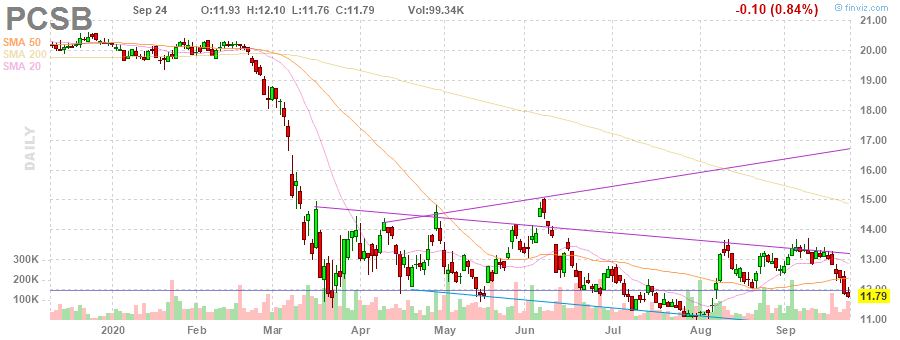 PCSB Sep 24 O:11.93 H:12.10 L:11.76 C:11.79 Vol:99.34K -0.10 (0.84%) @ finviz.com
SMA 50
SMA 200
SMA 20
DAILY
21.00
20.00
19.00
18.00
17.00
16.00
15.00
14.00
300K 13.00
200K 12.00
11.79
100K
11.00
2020 Feb Mar Apr May Jun Jul Aug Sep